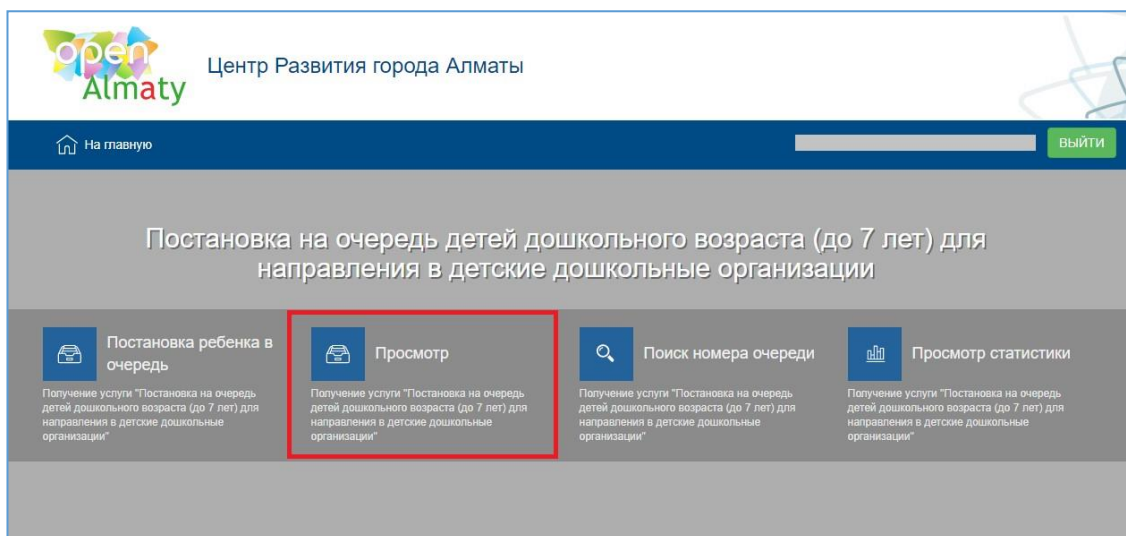 open
Almaty
Центр Развития города Алматы
На главную
ВЫЙТИ
Постановка на очередь детей дошкольного возраста (до 7 лет) для
направления в детские дошкольные организации
Постановка ребенка в
очередь
Получение услуги "Постановка на очередь
детей дошкольного возраста (до 7 лет) для
направления в детские дошкольные
организации"
Просмотр
Получение услуги "Постановка на очередь
детей дошкольного возраста (до 7 лет) для
направления в детские дошкольные
организации"
Поиск номера очереди
Получение услуги "Постановка на очередь
детей дошкольного возраста (до 7 лет) для
направления в детские дошкольные
организации"
Просмотр статистики
Получение услуги "Постановка на очередь
детей дошкольного возраста (до 7 лет) для
направления в детские дошкольные
организации"